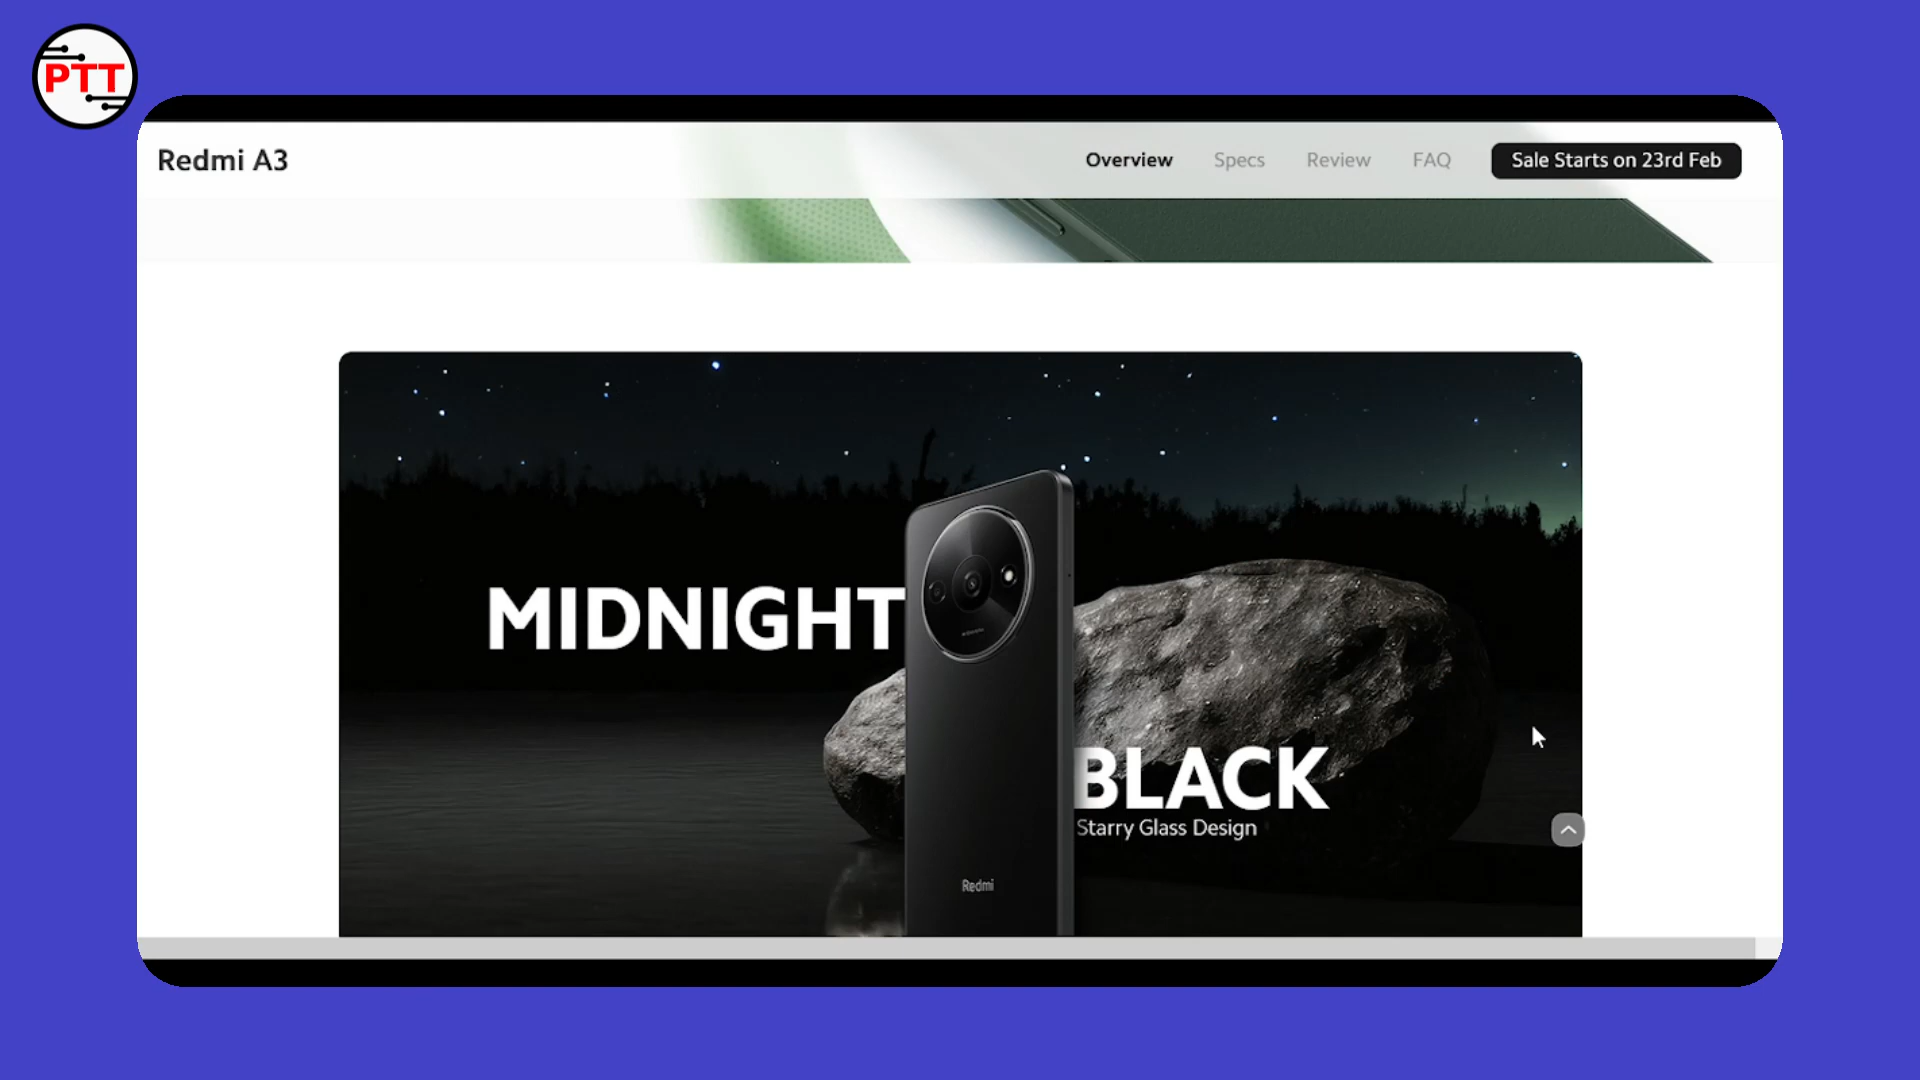 PTT
Redmi A3
Overview Specs Review FAQ Sale Starts on 23rd Feb
MIDNIGHT
BLACK
Starry Glass Design
Redmi